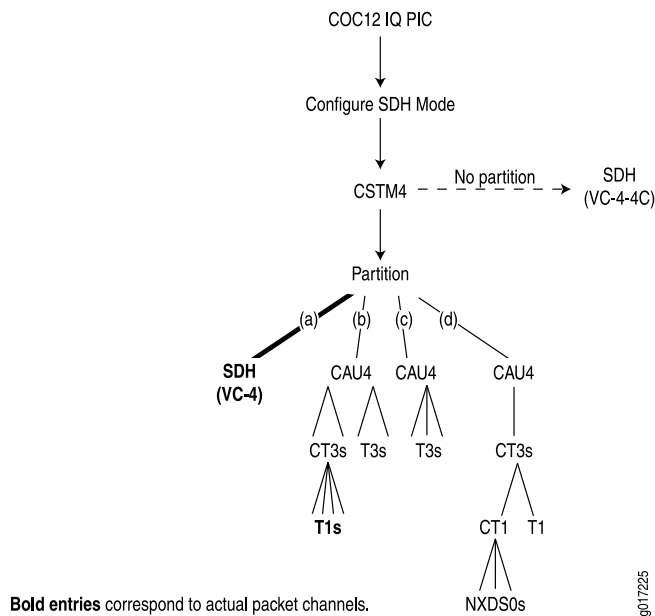 COC12 IQ PIC
Configure SDH Mode
CSTM4
No partition
SDH
(VC-4-4C)
Partition
(a)
(b)
(c)
(d)
SDH
(VC-4)
CAU4
CAU4
CAU4
CT3s
T3s
T3s
CT3s
T1s
CT1
T1
NXDS0s
Bold entries correspond to actual packet channels.
g017225